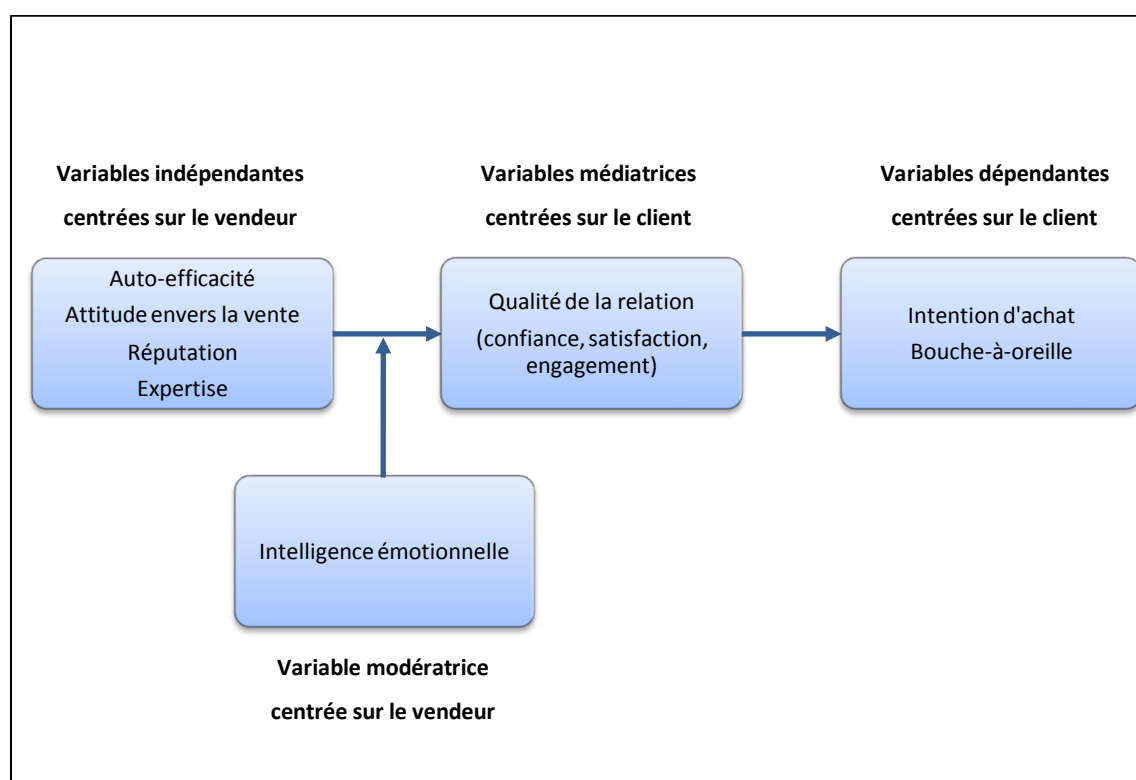 Variables indépendantes
centrées sur le vendeur
Variables médiatrices
centrées sur le client
Variables dépendantes
centrées sur le client
Auto-efficacité
Attitude envers la vente
Réputation
Expertise
Qualité de la relation
(confiance, satisfaction,
engagement)
Intention d'achat
Bouche-à-oreille
Intelligence émotionnelle
Variable modératrice
centrée sur le vendeur